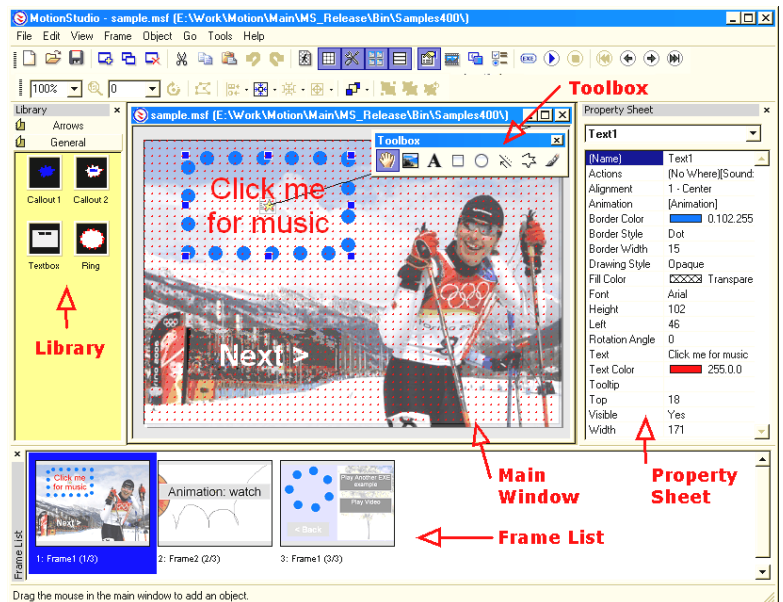 MotionStudio - sample.msf (E:\Work\Motion\Main\MS_Release\Bin\Samples400\)
File Edit View Frame Object Go Tools Help
EXE
100% 0
Toolbox
Library
Arrows
General
Callout 1 Callout 2
Textbox Ring
Library
sample.msf (E:\Work\Motion\Main\MS_Release\Bin\Samples400\)
Toolbox
A
Click me
for music
Next >
Property Sheet
Text1
(Name) Text1
Actions (No Where)[Sound:
Alignment 1 - Center
Animation [Animation]
Border Color 0.102.255
Border Style Dot
Border Width 15
Drawing Style Opaque
Fill Color Transpare
Font Arial
Height 102
Left 46
Rotation Angle 0
Text Click me for music
Text Color 255.0.0
Tooltip
Top 18
Visible Yes
Width 171
Main
Window
Property
Sheet
Frame List
Click me
for music
Next >
1: Frame1 (1/3)
Animation: watch
2: Frame2 (2/3)
Play Another EXE
example
Play Video
< Back
3: Frame1 (3/3)
Frame List
Drag the mouse in the main window to add an object.